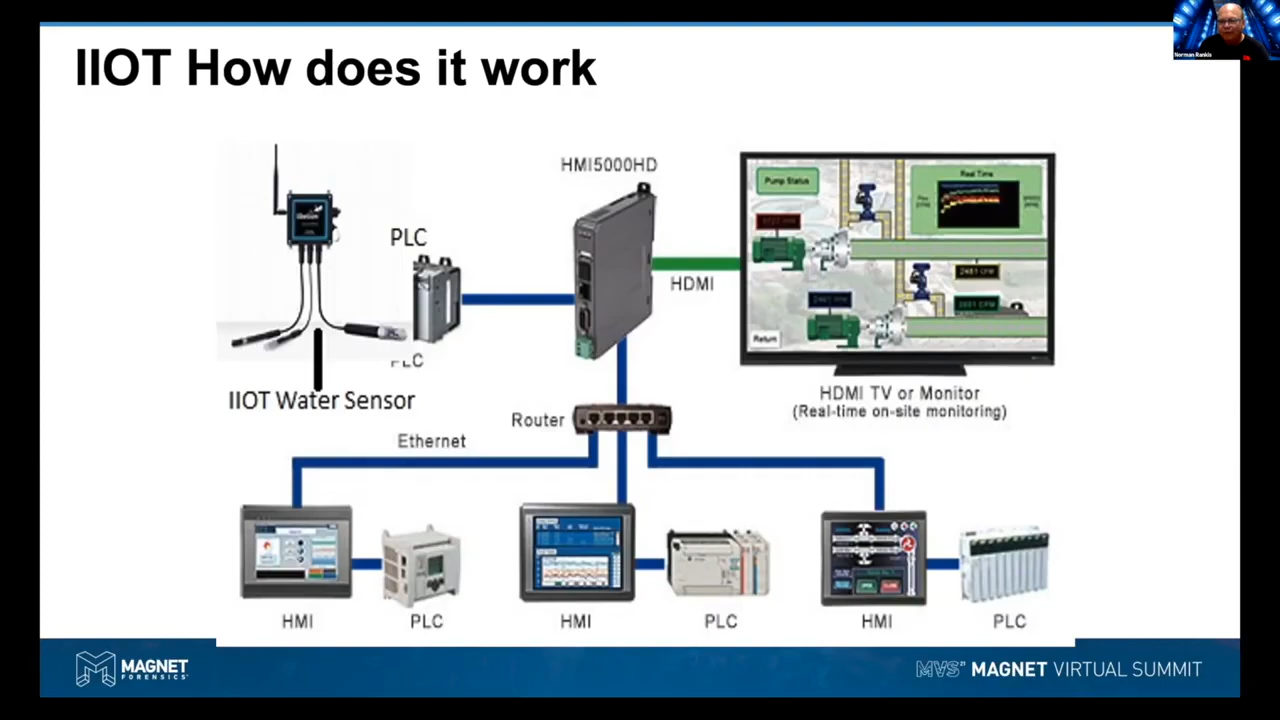 IIOT How does it work
Norman Rankis
HMI5000HD
PLC
HDMI
Pump Status
Real Time
Return
PLC
IIOT Water Sensor
HDMI TV or Monitor
(Real-time on-site monitoring)
Router
Ethernet
HMI
PLC
HMI
PLC
HMI
PLC
MAGNET
FORENSICS
MVS21 MAGNET VIRTUAL SUMMIT